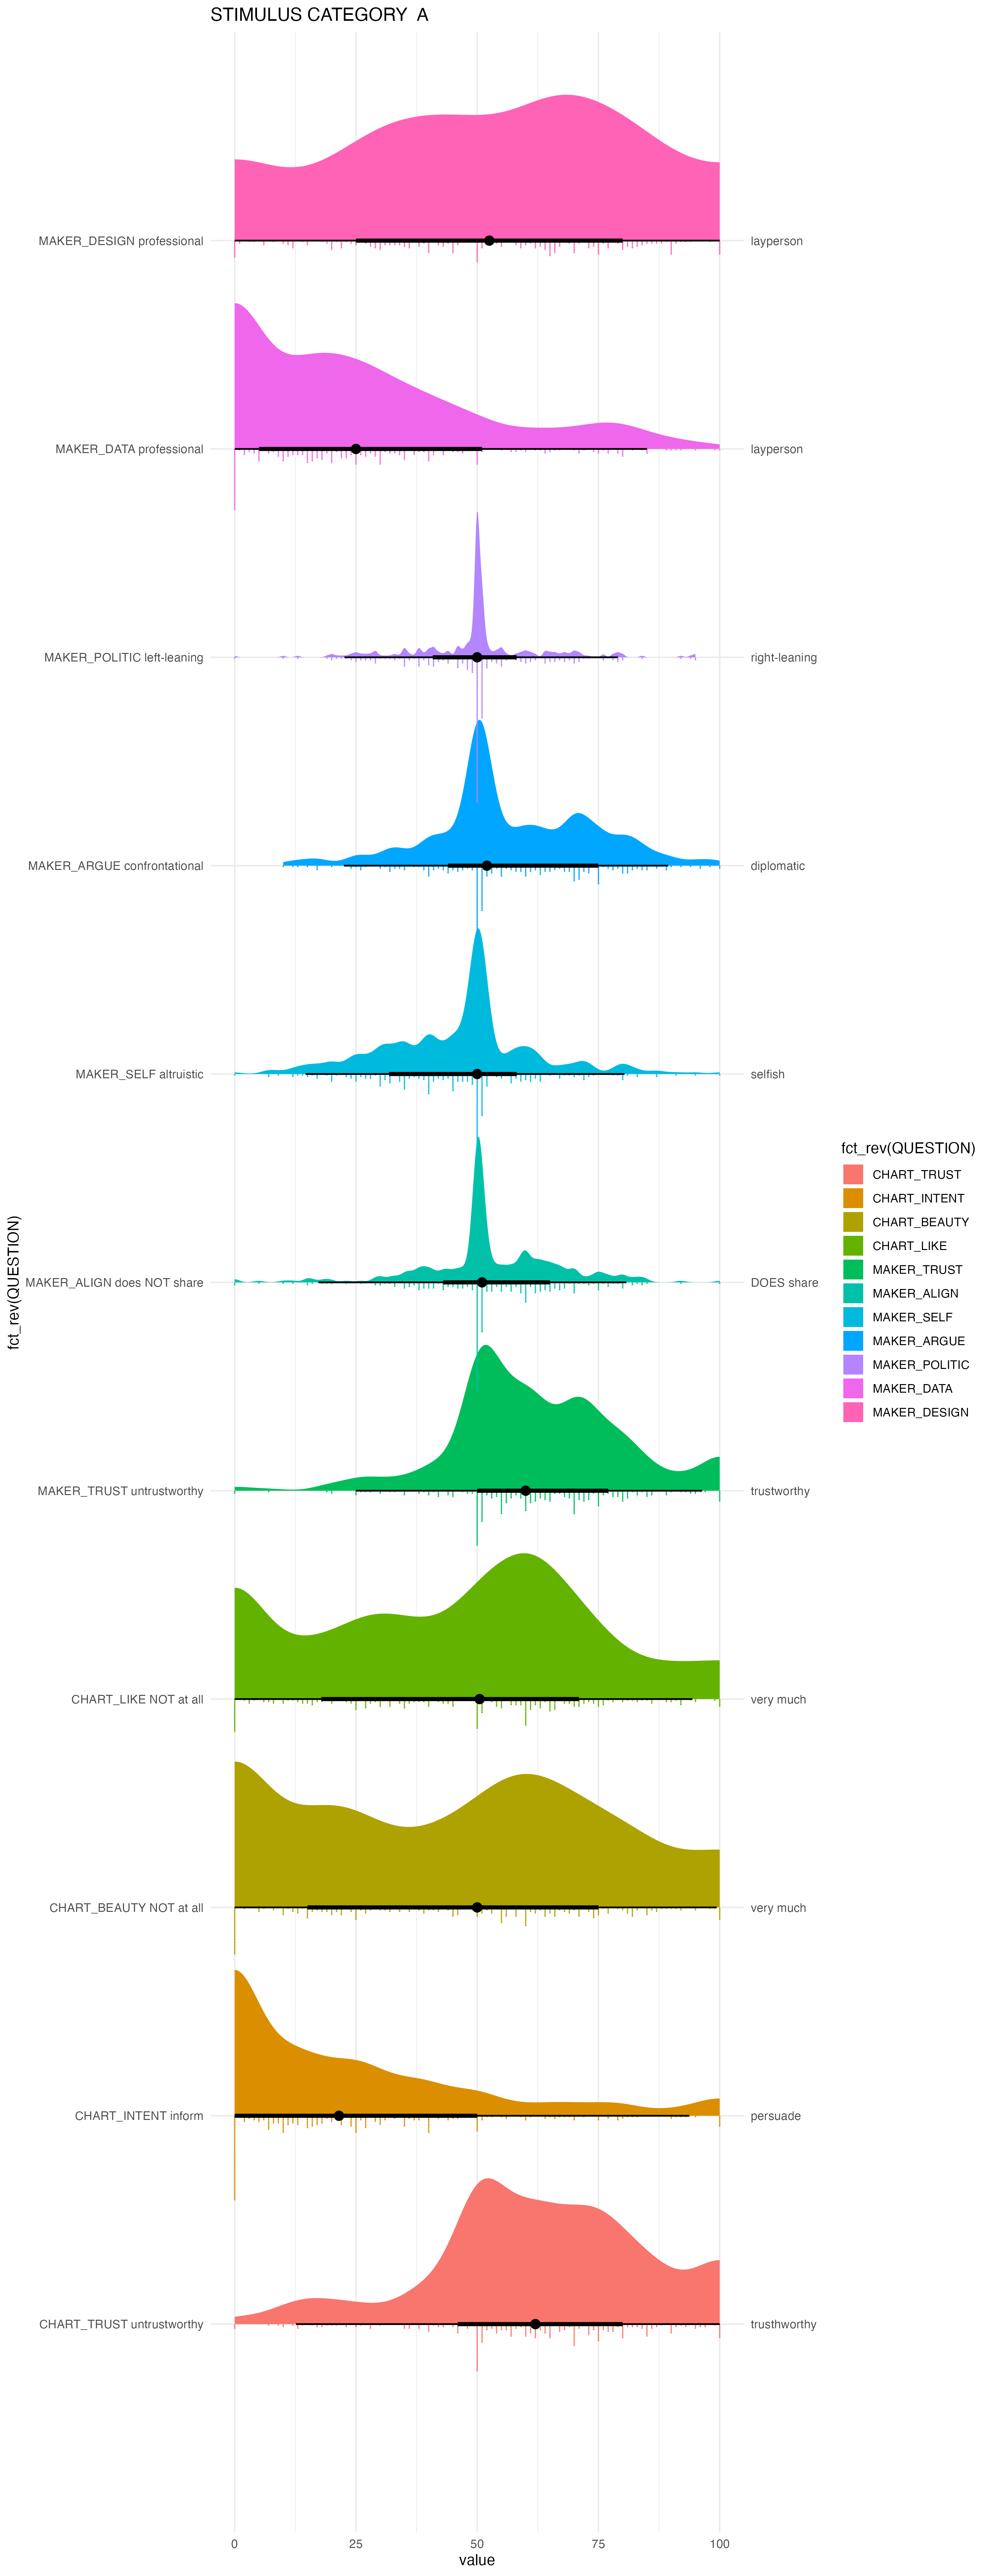 STIMULUS CATEGORY  A
MAKER_DESIGN professional
layperson
MAKER_DATA professional
layperson
MAKER_POLITIC left-leaning
right-leaning
MAKER_ARGUE confrontational
diplomatic
MAKER_SELF altruistic
selfish
MAKER_ALIGN does NOT share
DOES share
MAKER_TRUST untrustworthy
trustworthy
CHART_LIKE NOT at all
very much
CHART_BEAUTY NOT at all
very much
CHART_INTENT inform
persuade
CHART_TRUST untrustworthy
trusthworthy
fct_rev(QUESTION)
0
25
50
75
100
value
fct_rev(QUESTION)
CHART_TRUST
CHART_INTENT
CHART_BEAUTY
CHART_LIKE
MAKER_TRUST
MAKER_ALIGN
MAKER_SELF
MAKER_ARGUE
MAKER_POLITIC
MAKER_DATA
MAKER_DESIGN